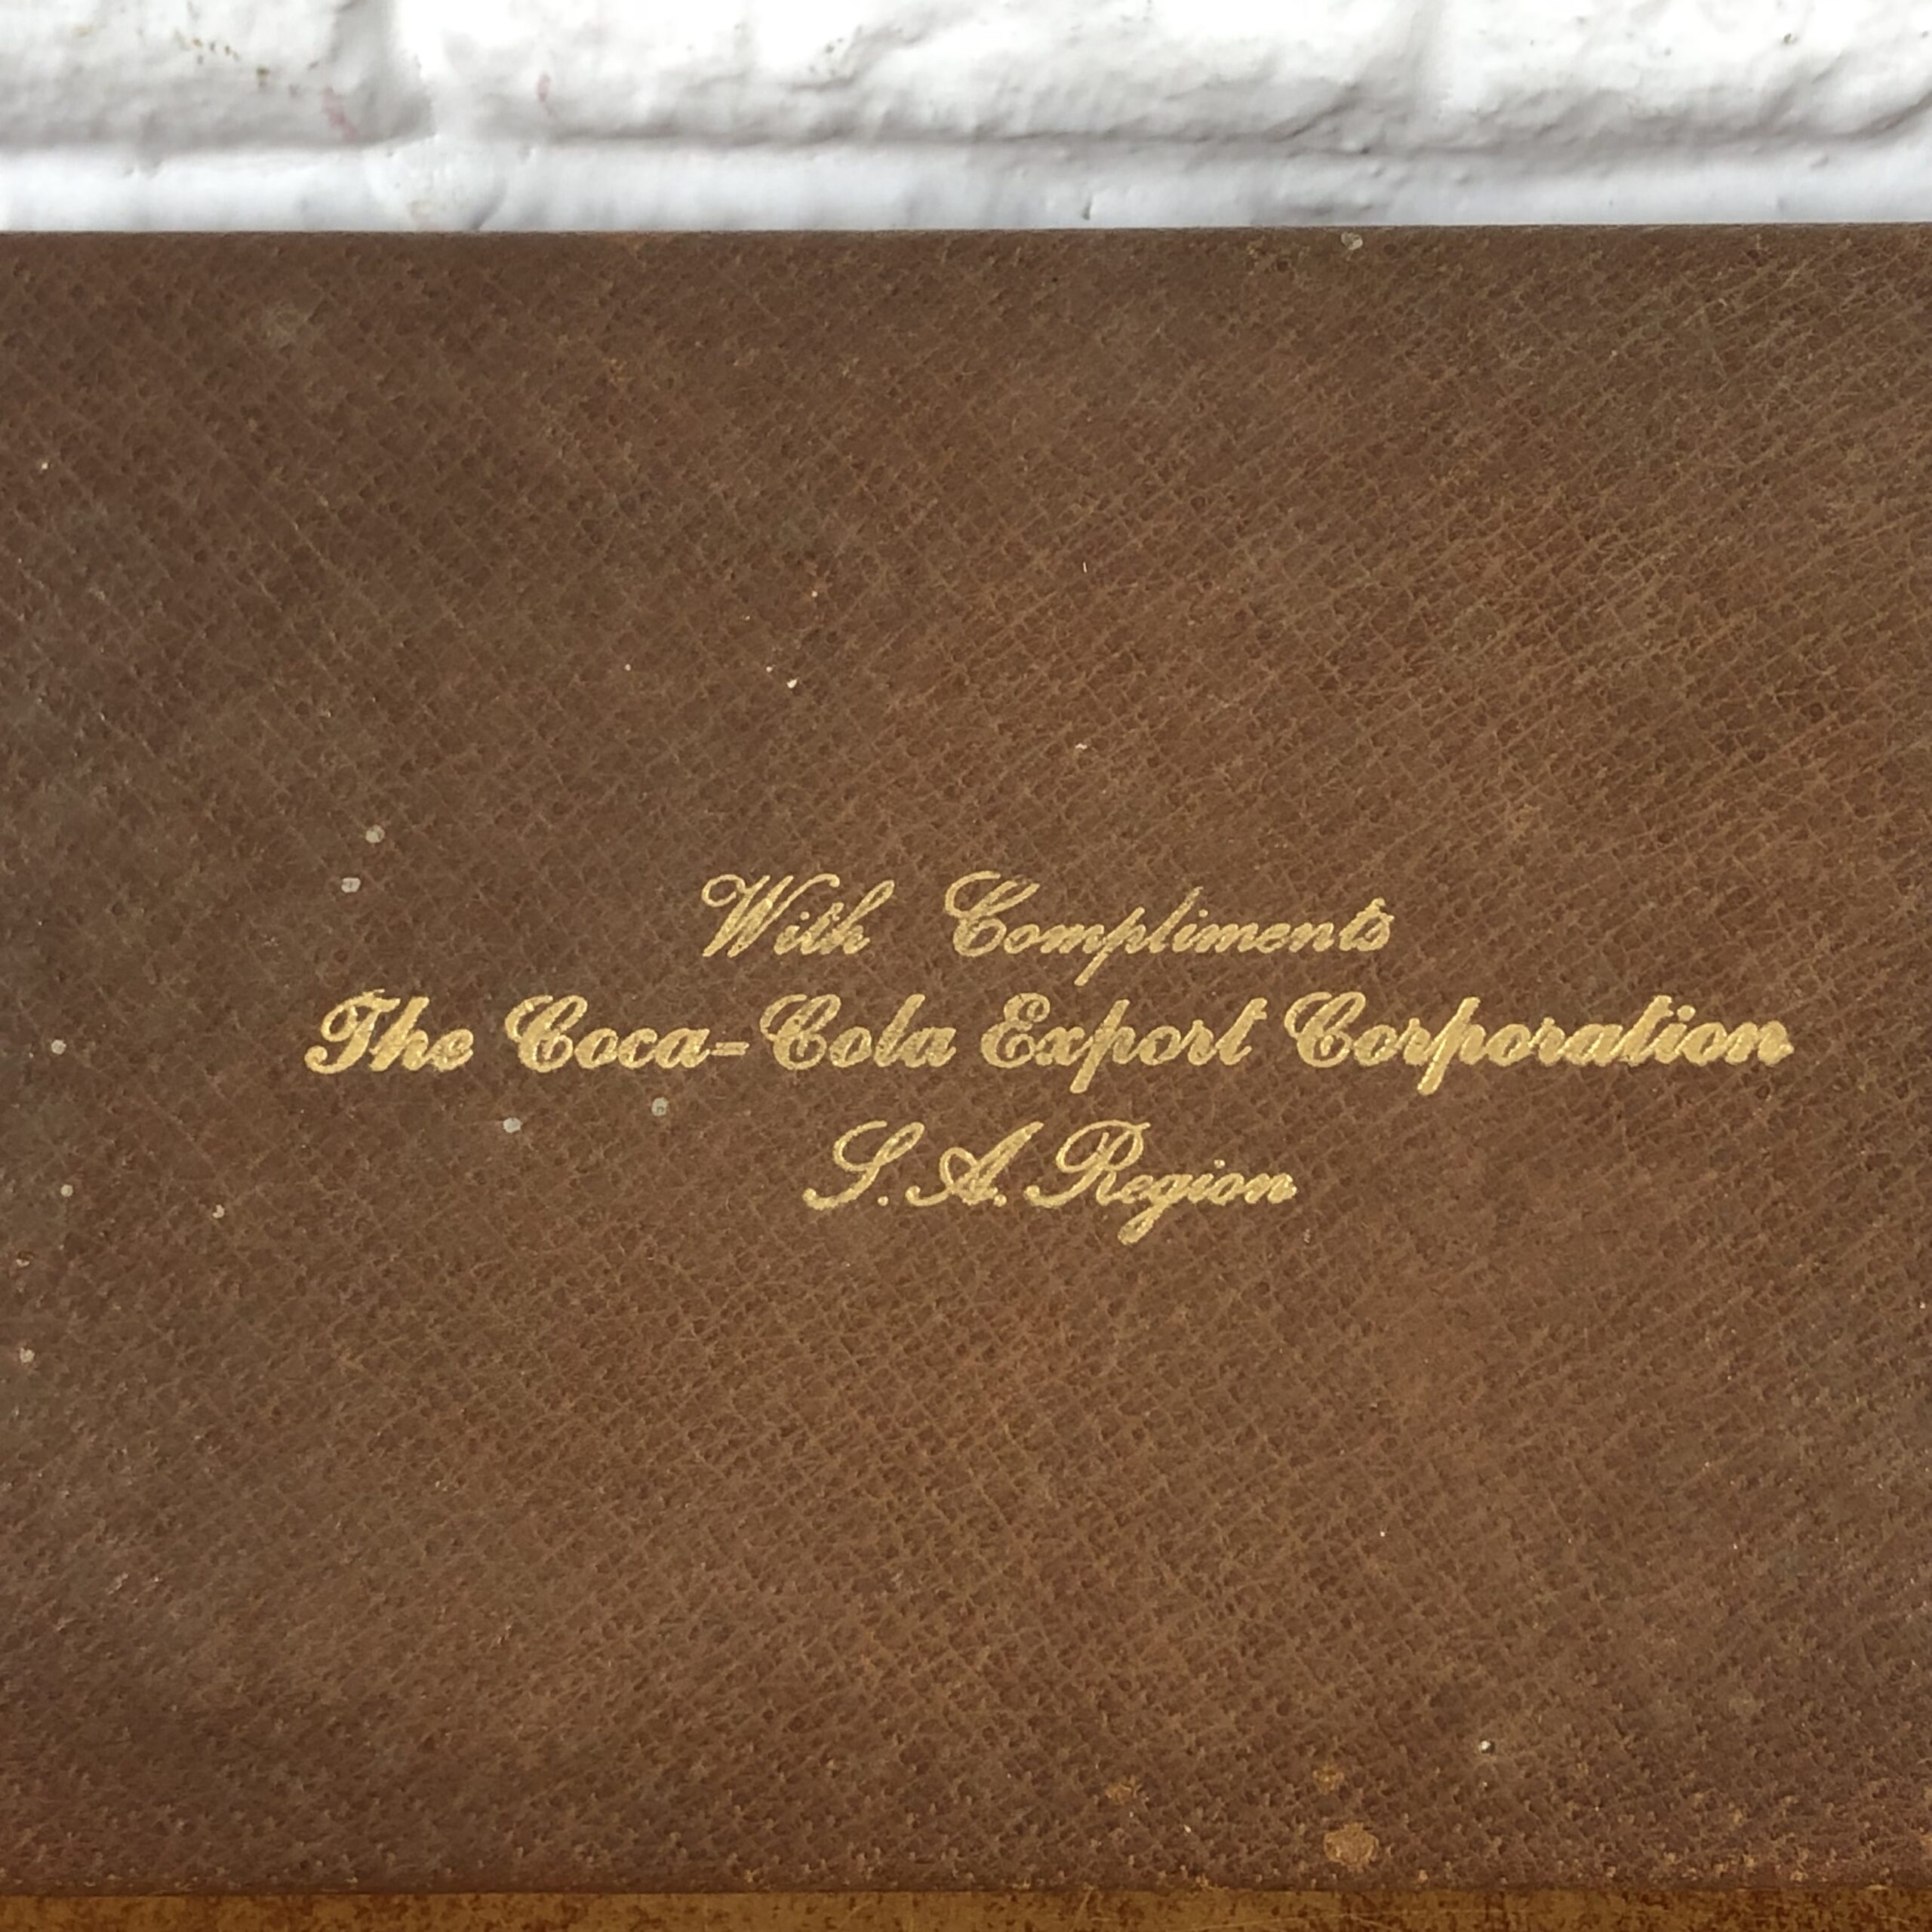 With Compliments
The Coca-Cola Export Corporation
S.A. Region